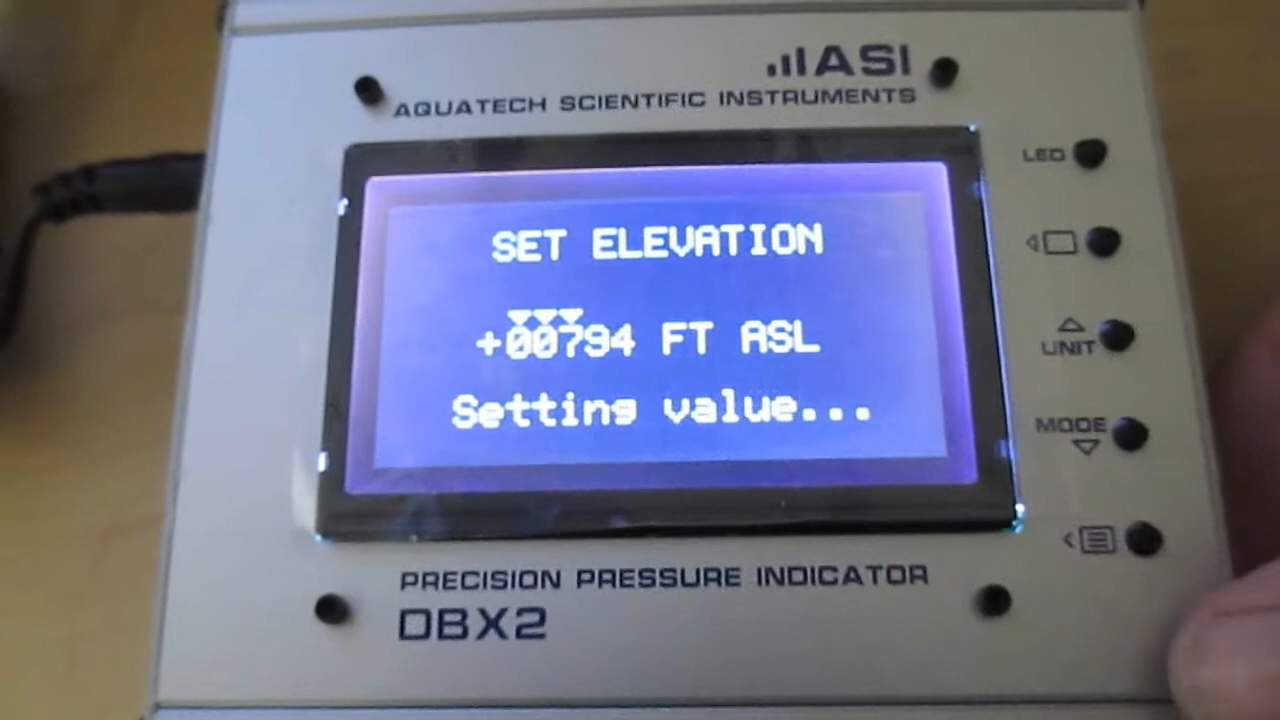 ASI
AQUATECH SCIENTIFIC INSTRUMENTS
LED
SET ELEVATION
UNIT
+00794 FT ASL
Setting value...
MODE
PRECISION PRESSURE INDICATOR
DBX2